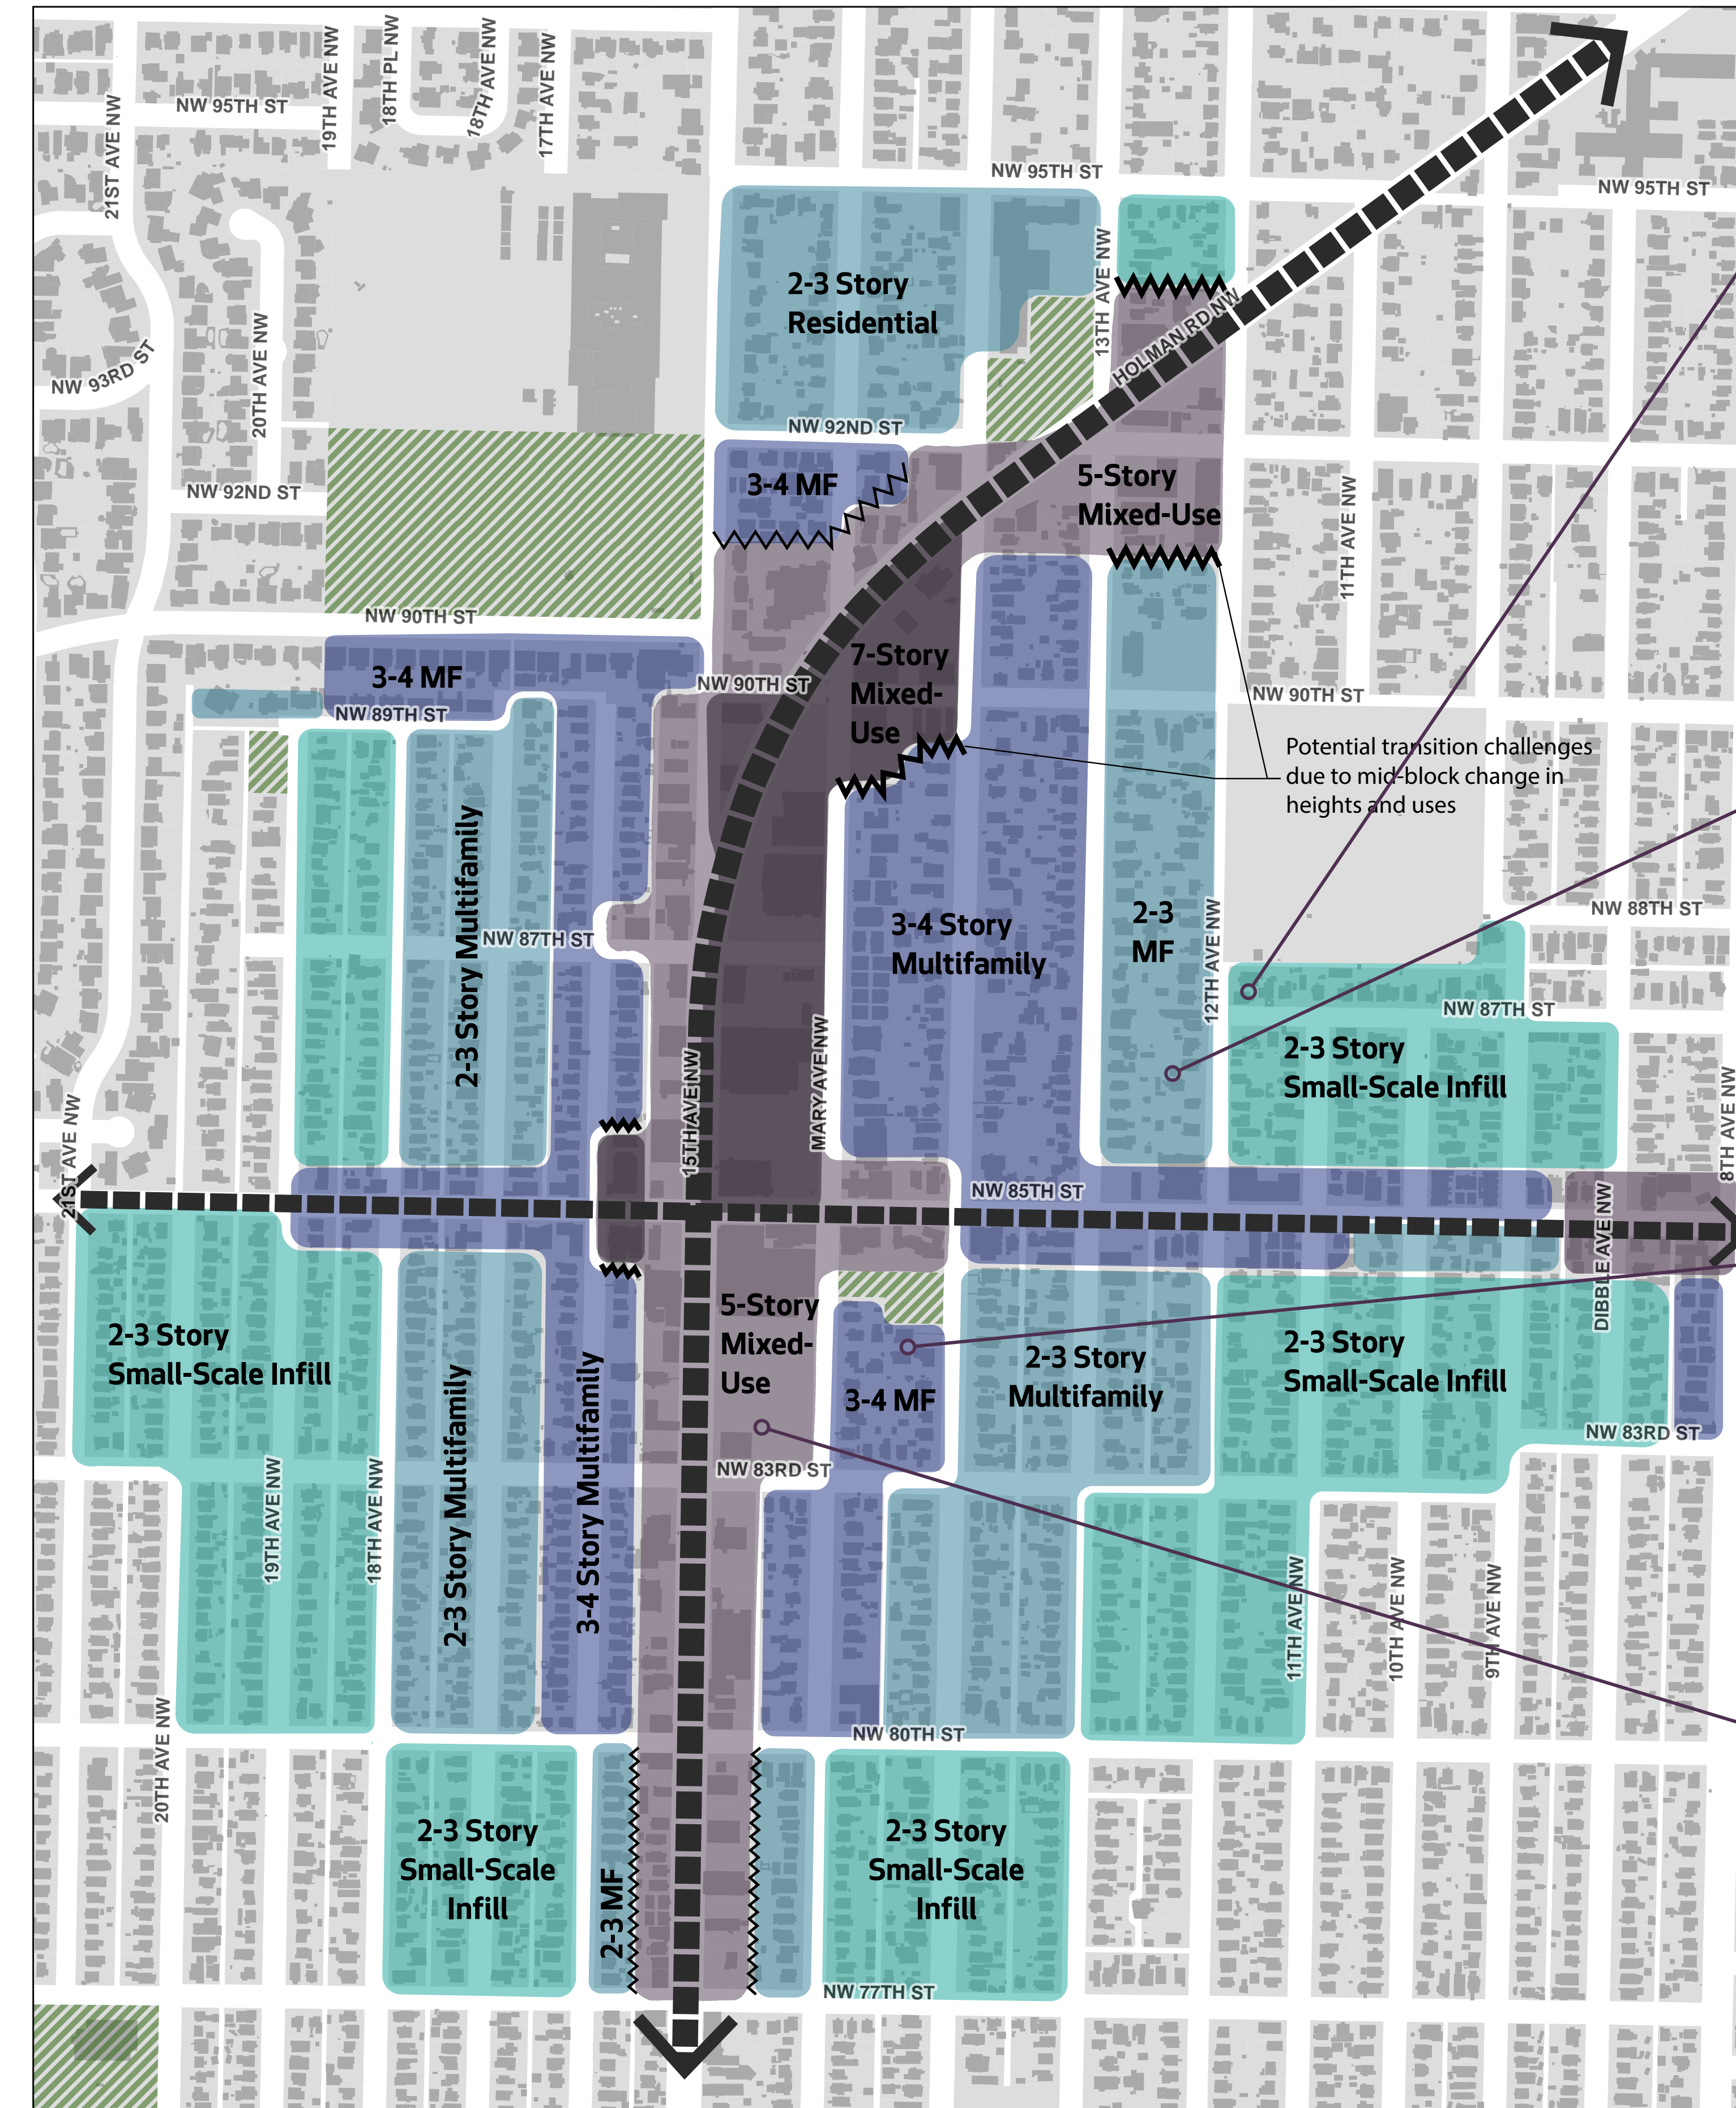 19TH AVE NW
18TH PL NW
18TH AVE NW
17TH AVE NW
NW 95TH ST
21ST AVE NW
NW 95TH ST
NW 95TH ST
13TH AVE NW
2-3 Story
Residential
HOLMAN RD NW
NW 93RD ST
20TH AVE NW
NW 92ND ST
3-4 MF
5-Story
Mixed-Use
NW 92ND ST
11TH AVE NW
NW 90TH ST
3-4 MF
7-Story
Mixed-
Use
NW 90TH ST
NW 90TH ST
NW 89TH ST
Potential transition challenges
due to mid-block change in
heights and uses
2-3 Story Multifamily
NW 87TH ST
3-4 Story
Multifamily
2-3
MF
12TH AVE NW
NW 88TH ST
NW 87TH ST
2-3 Story
Small-Scale Infill
15TH AVE NW
MARY AVE NW
8TH AVE NW
21ST AVE NW
NW 85TH ST
DIBBLE AVE NW
2-3 Story
Small-Scale Infill
5-Story
Mixed-
Use
3-4 MF
2-3 Story
Multifamily
2-3 Story
Small-Scale Infill
NW 83RD ST
NW 83RD ST
19TH AVE NW
18TH AVE NW
2-3 Story Multifamily
3-4 Story Multifamily
11TH AVE NW
10TH AVE NW
9TH AVE NW
20TH AVE NW
NW 80TH ST
2-3 Story
Small-Scale
Infill
2-3 MF
2-3 Story
Small-Scale
Infill
NW 77TH ST